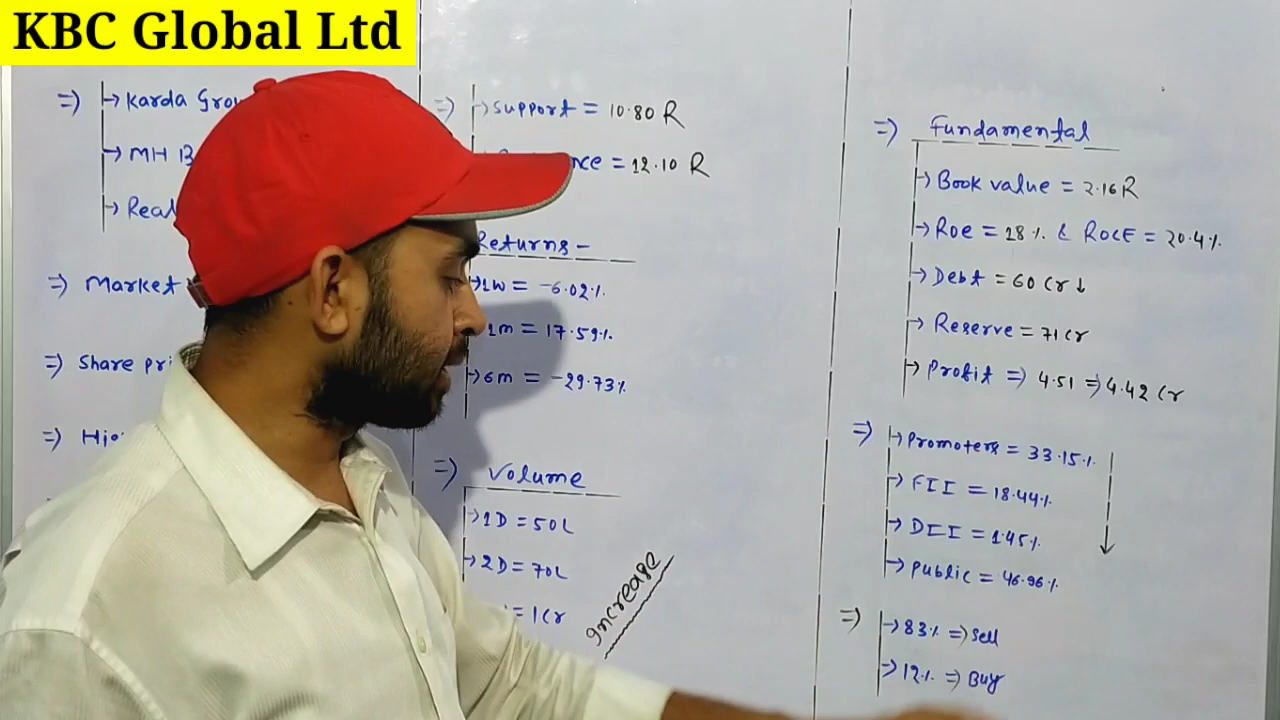 KBC Global Ltd
=) → Karda
→ MH
→
=) Market
=) Share
=)
=) → Support = 10.80 R
= 12.10 R
Returns -
→ 1W = -6.02%
1m = 17.59%
→ 6m = -29.73%
=) Volume
→ 1D = 50L
→ 2D = 70L
= 1Cr
increase
=) Fundamental
→ Book value = 2.16 R
→ Roe = 18% & ROCE = 20.4%
→ Debt = 60 Cr ↓
→ Reserve = 71 Cr
→ Profit => 4.51 => 4.42 Cr
=) → Promoters = 33.15%
→ FII = 18.44%
→ DII = 1.45%
→ Public = 46.96%
=) → 83% => Sell
→ 12% => Buy